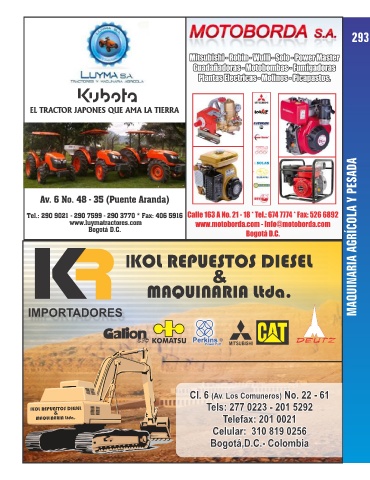 LUYMA S.A.
MAQUINARIA Y TRACTORES AGRÍCOLA
Kubota
EL TRACTOR JAPONES QUE AMA LA TIERRA
Av. 6 No. 48 - 35 (Puente Aranda)
Tel.: 290 9021 - 290 7599 - 290 3770 * Fax: 406 5916
www.luymatractores.com
Bogotá D.C.
MOTOBORDA S.A.
Mitsubishi - Robin - Wulli - Solo - Power Master
Guadañadoras - Motobombas - Fumigadoras
Plantas Electricas - Molinos - Picapastos.
Calle 163 A No. 21 - 18 * Tel.: 674 7774 * Fax: 526 6892
www.motoborda.com - Info@motoborda.com
Bogotá D.C.
293
MAQUINARIA AGRÍCOLA Y PESADA
KR
IMPORTADORES
IKOL REPUESTOS DIESEL
&
MAQUINARIA Ltda.
Galion
KOMATSU
Perkins
MITSUBISHI
CAT
DEUTZ
IKOL REPUESTOS DIESEL
&
MAQUINARIA Ltda.
Cl. 6 (Av. Los Comuneros) No. 22 - 61
Tels: 277 0223 - 201 5292
Telefax: 201 0021
Celular: 310 819 0256
Bogotá.D.C.- Colombia